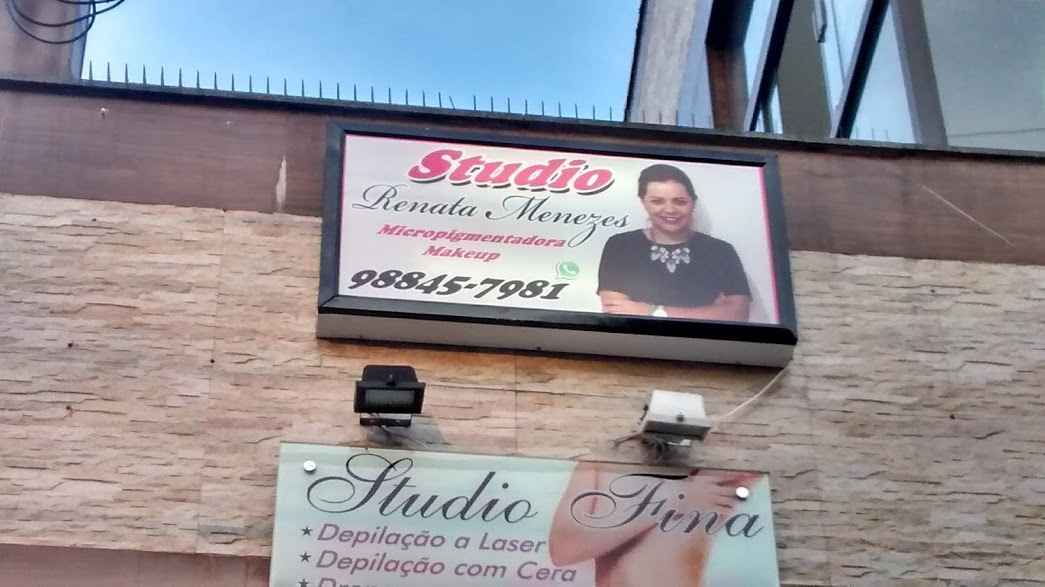 Studio
Renata Menezes
Micropigmentadora
Makeup
98845-7981
Studio Fina
★ Depilação a Laser
★ Depilação com Cera